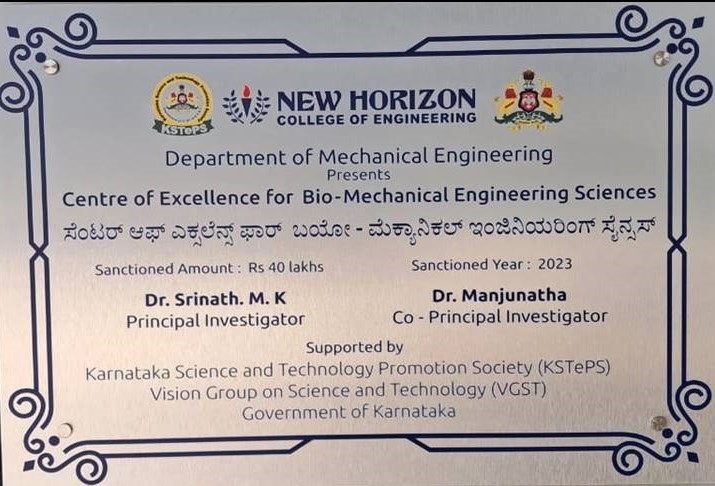 KSTePS
NEW HORIZON
COLLEGE OF ENGINEERING
Department of Mechanical Engineering
Presents
Centre of Excellence for Bio-Mechanical Engineering Sciences
ಸೆಂಟರ್ ಆಫ್ ಎಕ್ಸಲೆನ್ಸ್ ಫಾರ್ ಬಯೋ - ಮೆಕ್ಯಾನಿಕಲ್ ಇಂಜಿನಿಯರಿಂಗ್ ಸೈನ್ಸಸ್
Sanctioned Amount : Rs 40 lakhs
Sanctioned Year : 2023
Dr. Srinath. M. K
Principal Investigator
Dr. Manjunatha
Co - Principal Investigator
Supported by
Karnataka Science and Technology Promotion Society (KSTePS)
Vision Group on Science and Technology (VGST)
Government of Karnataka